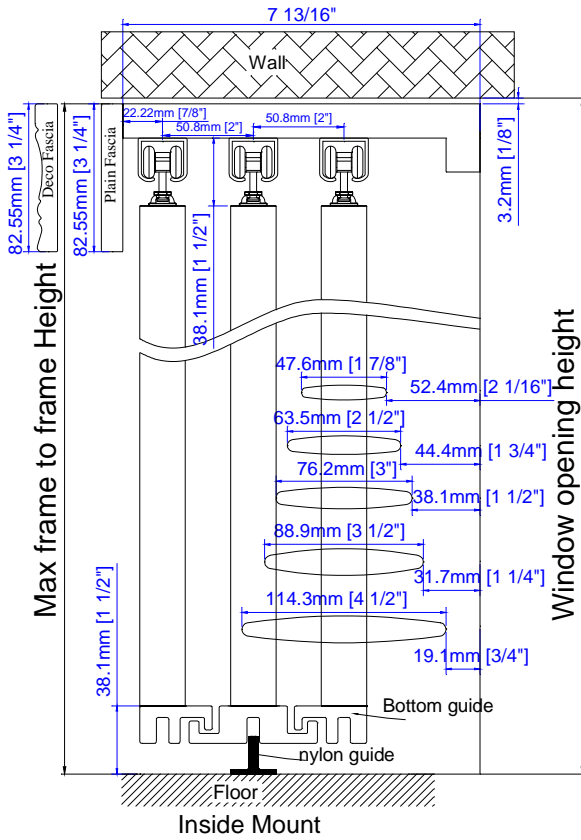 7 13/16"
Wall
22.22mm [7/8"]
50.8mm [2"]
50.8mm [2"]
82.55mm [3 1/4"]
Deco Fascia
82.55mm [3 1/4"]
Plain Fascia
3.2mm [1/8"]
38.1mm [1 1/2"]
Max frame to frame Height
Window opening height
47.6mm [1 7/8"]
52.4mm [2 1/16"]
63.5mm [2 1/2"]
44.4mm [1 3/4"]
76.2mm [3"]
38.1mm [1 1/2"]
88.9mm [3 1/2"]
31.7mm [1 1/4"]
114.3mm [4 1/2"]
19.1mm [3/4"]
38.1mm [1 1/2"]
Bottom guide
nylon guide
Floor
Inside Mount